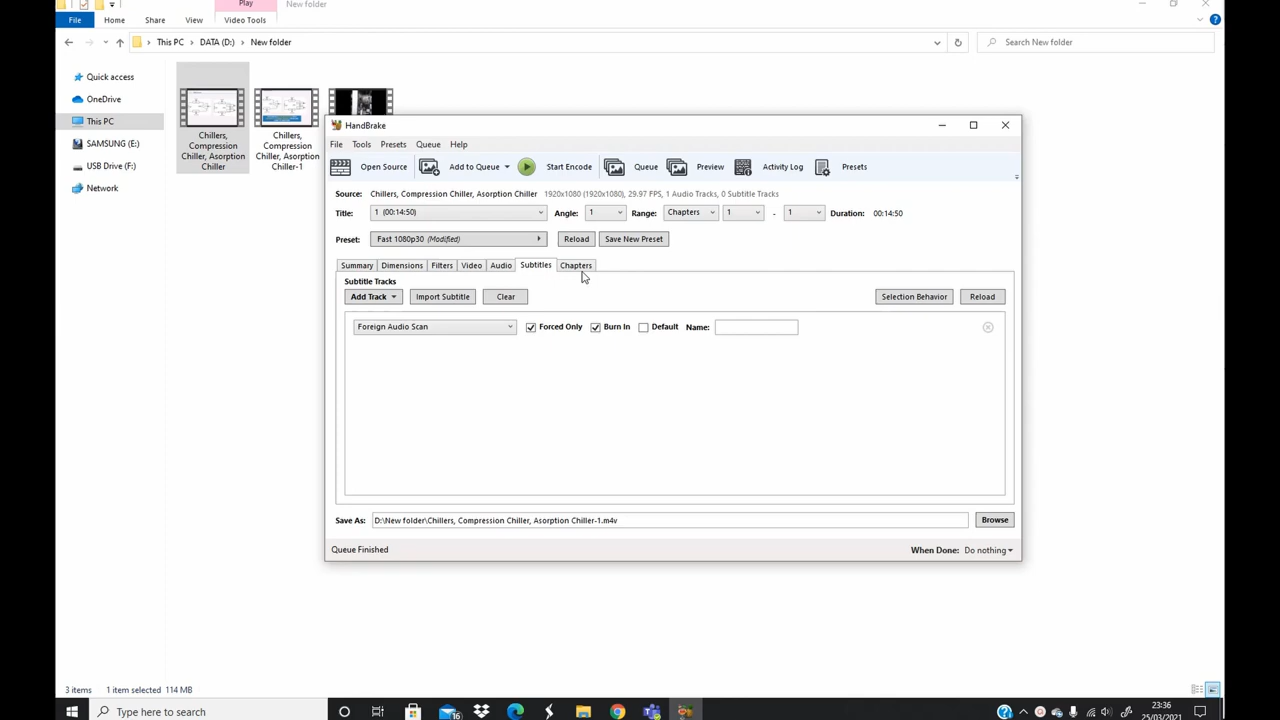 Play
New folder
File
Home
Share
View
Video Tools
This PC
DATA (D:)
New folder
Search New folder
Quick access
OneDrive
This PC
SAMSUNG (E:)
USB Drive (F:)
Network
Chillers,
Compression
Chiller, Asorption
Chiller
Chillers,
Compression
Chiller, Asorption
Chiller-1
HandBrake
File
Tools
Presets
Queue
Help
Open Source
Add to Queue
Start Encode
Queue
Preview
Activity Log
Presets
Source:
Chillers, Compression Chiller, Asorption Chiller
1920x1080 (1920x1080), 29.97 FPS, 1 Audio Tracks, 0 Subtitle Tracks
Title:
1 (00:14:50)
Angle:
1
Range:
Chapters
1
-
1
Duration:
00:14:50
Preset:
Fast 1080p30 (Modified)
Reload
Save New Preset
Summary
Dimensions
Filters
Video
Audio
Subtitles
Chapters
Subtitle Tracks
Add Track
Import Subtitle
Clear
Selection Behavior
Reload
Foreign Audio Scan
Forced Only
Burn In
Default
Name:
Save As:
D:\New folder\Chillers, Compression Chiller, Asorption Chiller-1.m4v
Browse
Queue Finished
When Done:
Do nothing
3 items
1 item selected 114 MB
Type here to search
16
23:36
25/03/2021